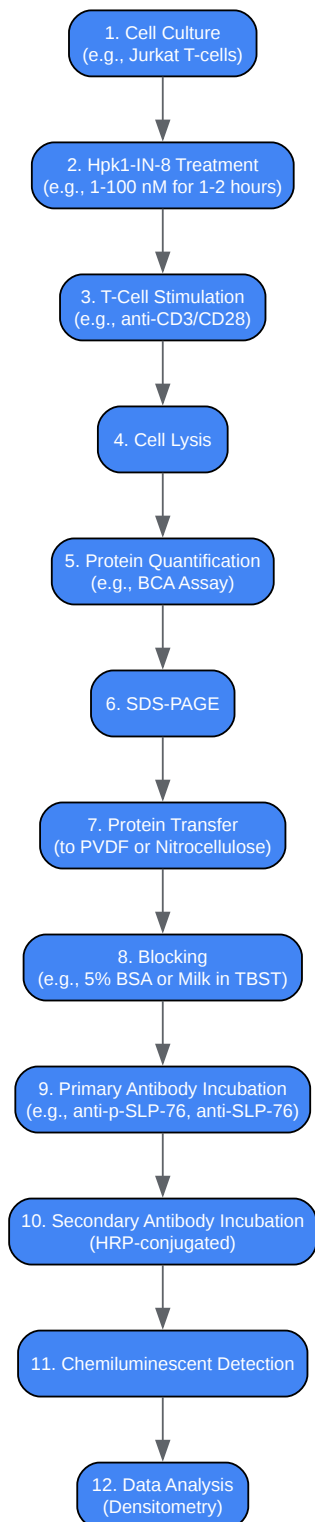 1. Cell Culture
(e.g., Jurkat T-cells)
2. Hpk1-IN-8 Treatment
(e.g., 1-100 nM for 1-2 hours)
3. T-Cell Stimulation
(e.g., anti-CD3/CD28)
4. Cell Lysis
5. Protein Quantification
(e.g., BCA Assay)
6. SDS-PAGE
7. Protein Transfer
(to PVDF or Nitrocellulose)
8. Blocking
(e.g., 5% BSA or Milk in TBST)
9. Primary Antibody Incubation
(e.g., anti-p-SLP-76, anti-SLP-76)
10. Secondary Antibody Incubation
(HRP-conjugated)
11. Chemiluminescent Detection
12. Data Analysis
(Densitometry)